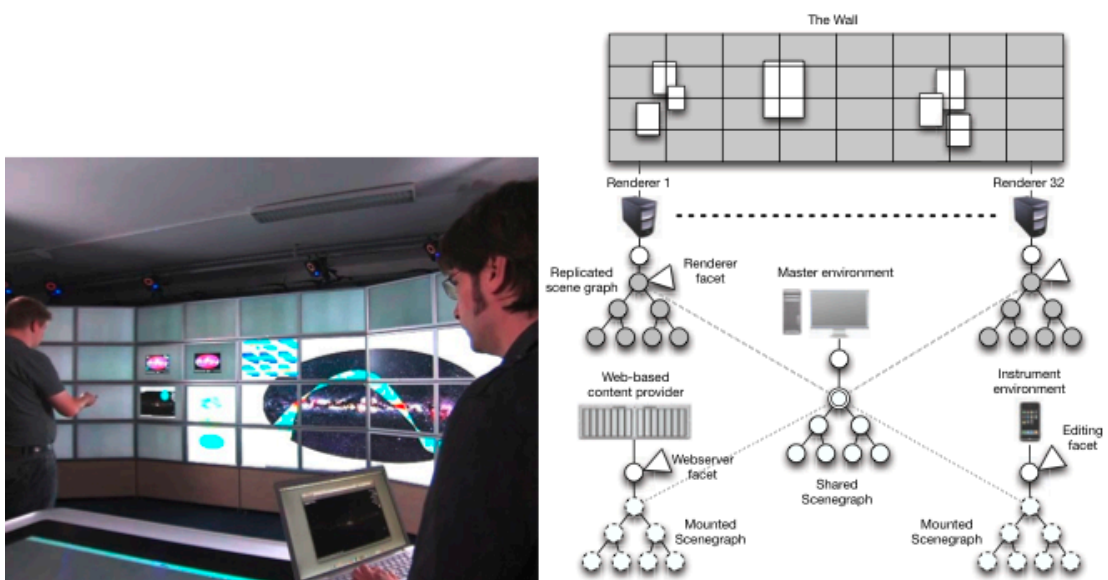 The Wall
Renderer 1
Renderer 32
Replicated
scene graph
Renderer
facet
Master environment
Web-based
content provider
Instrument
environment
Webserver
facet
Editing
facet
Shared
Scenegraph
Mounted
Scenegraph
Mounted
Scenegraph